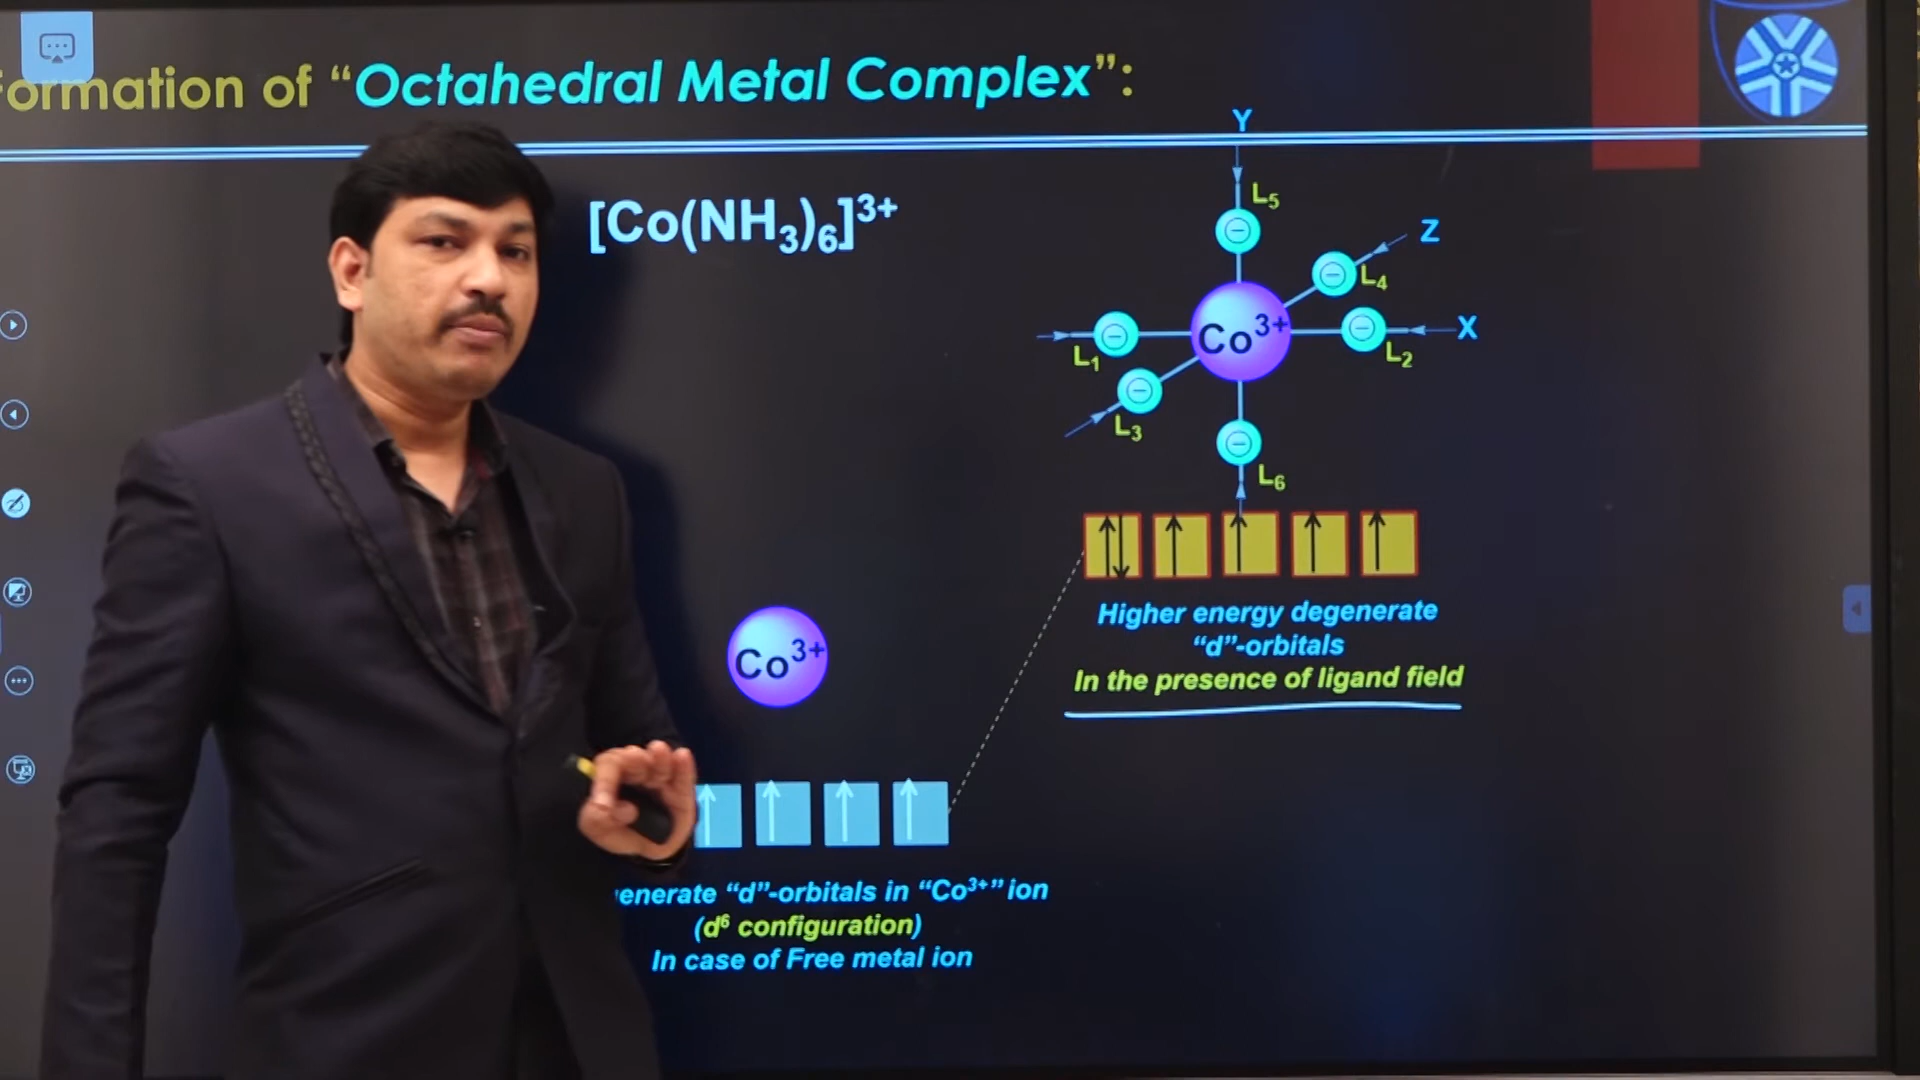 Formation of “Octahedral Metal Complex”:
[Co(NH₃)₆]³⁺
Y
L₅
Z
L₄
Co³⁺
X
L₁
L₂
L₃
L₆
Higher energy degenerate
“d”-orbitals
In the presence of ligand field
Co³⁺
enerate “d”-orbitals in “Co³⁺” ion
(d⁶ configuration)
In case of Free metal ion